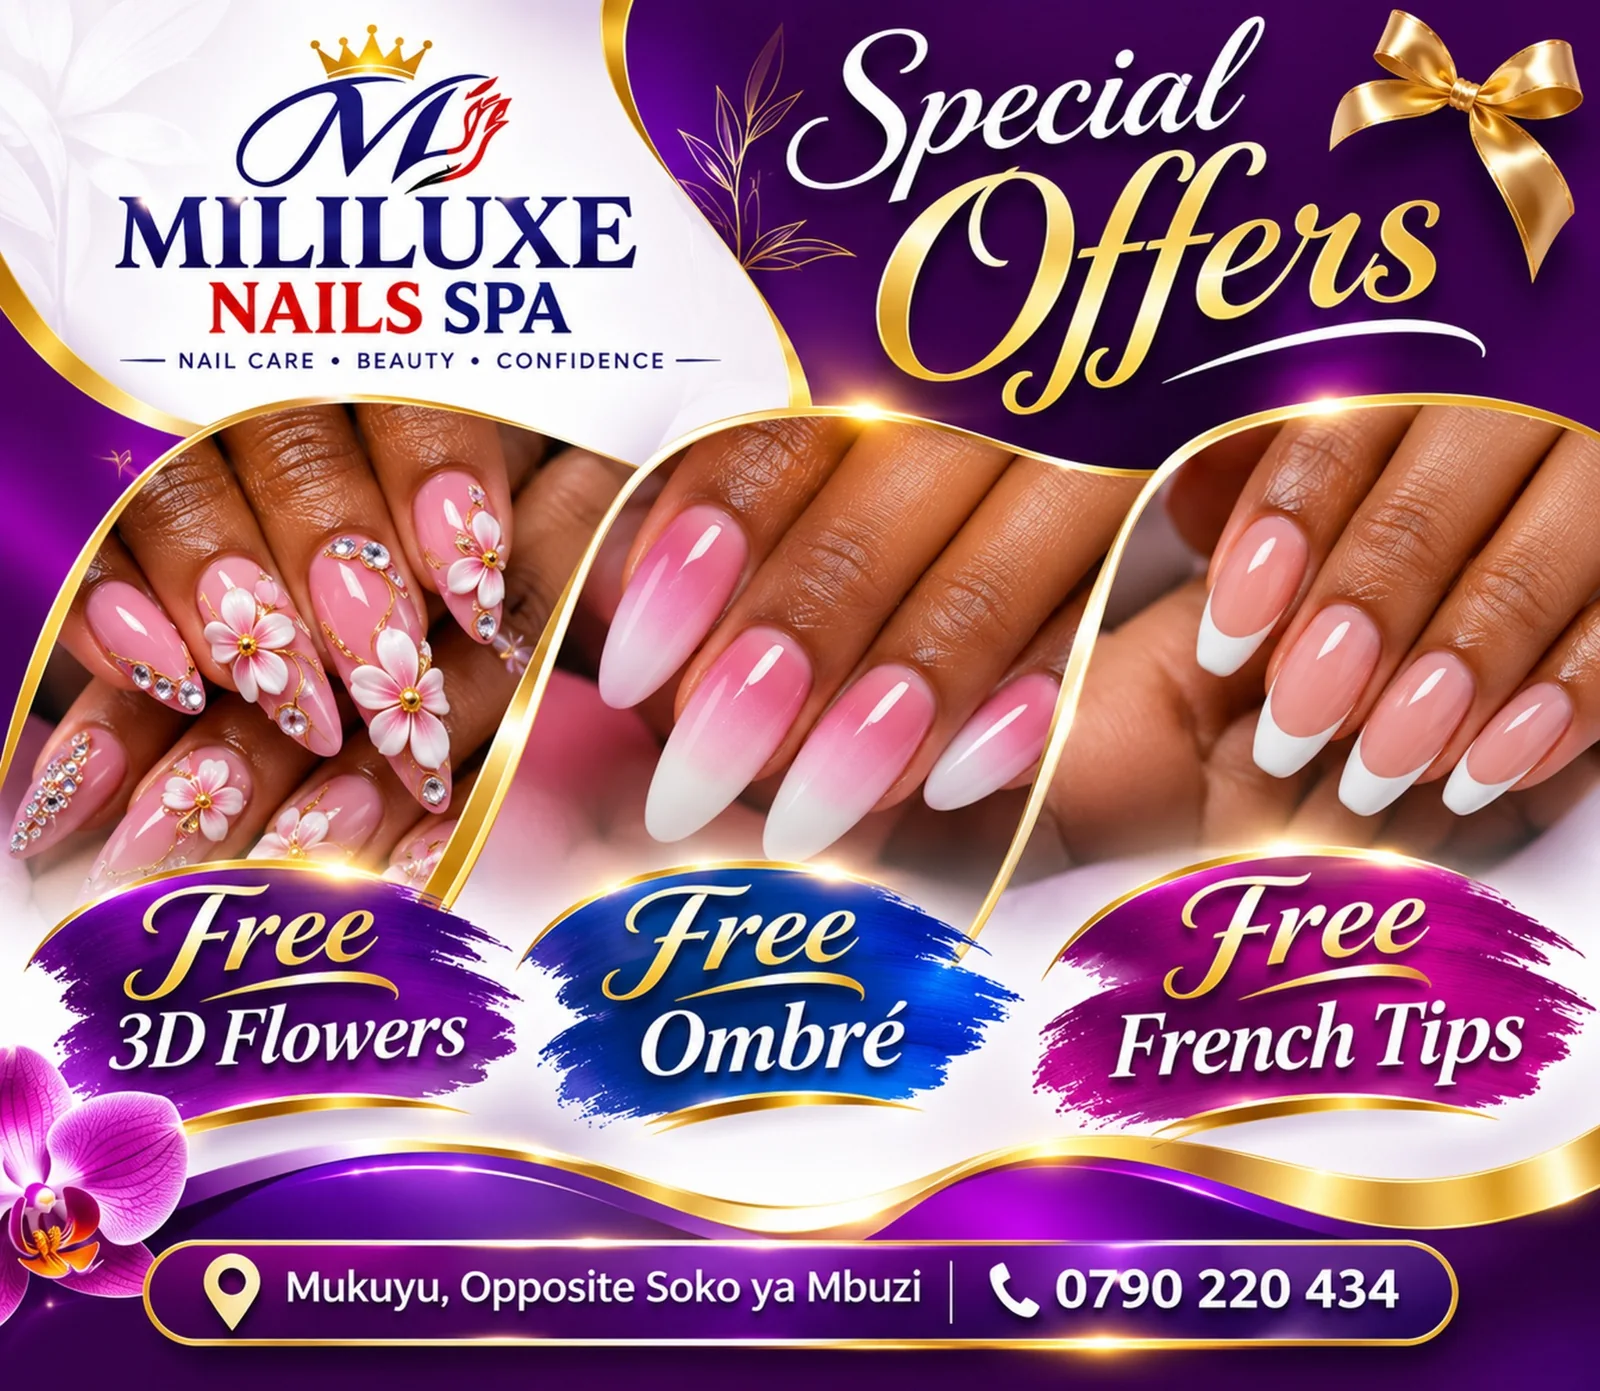 MILILUXE
NAILS SPA
NAIL CARE • BEAUTY • CONFIDENCE
Special
Offers
Free
3D Flowers
Free
Ombré
Free
French Tips
Mukuyu, Opposite Soko ya Mbuzi
0790 220 434